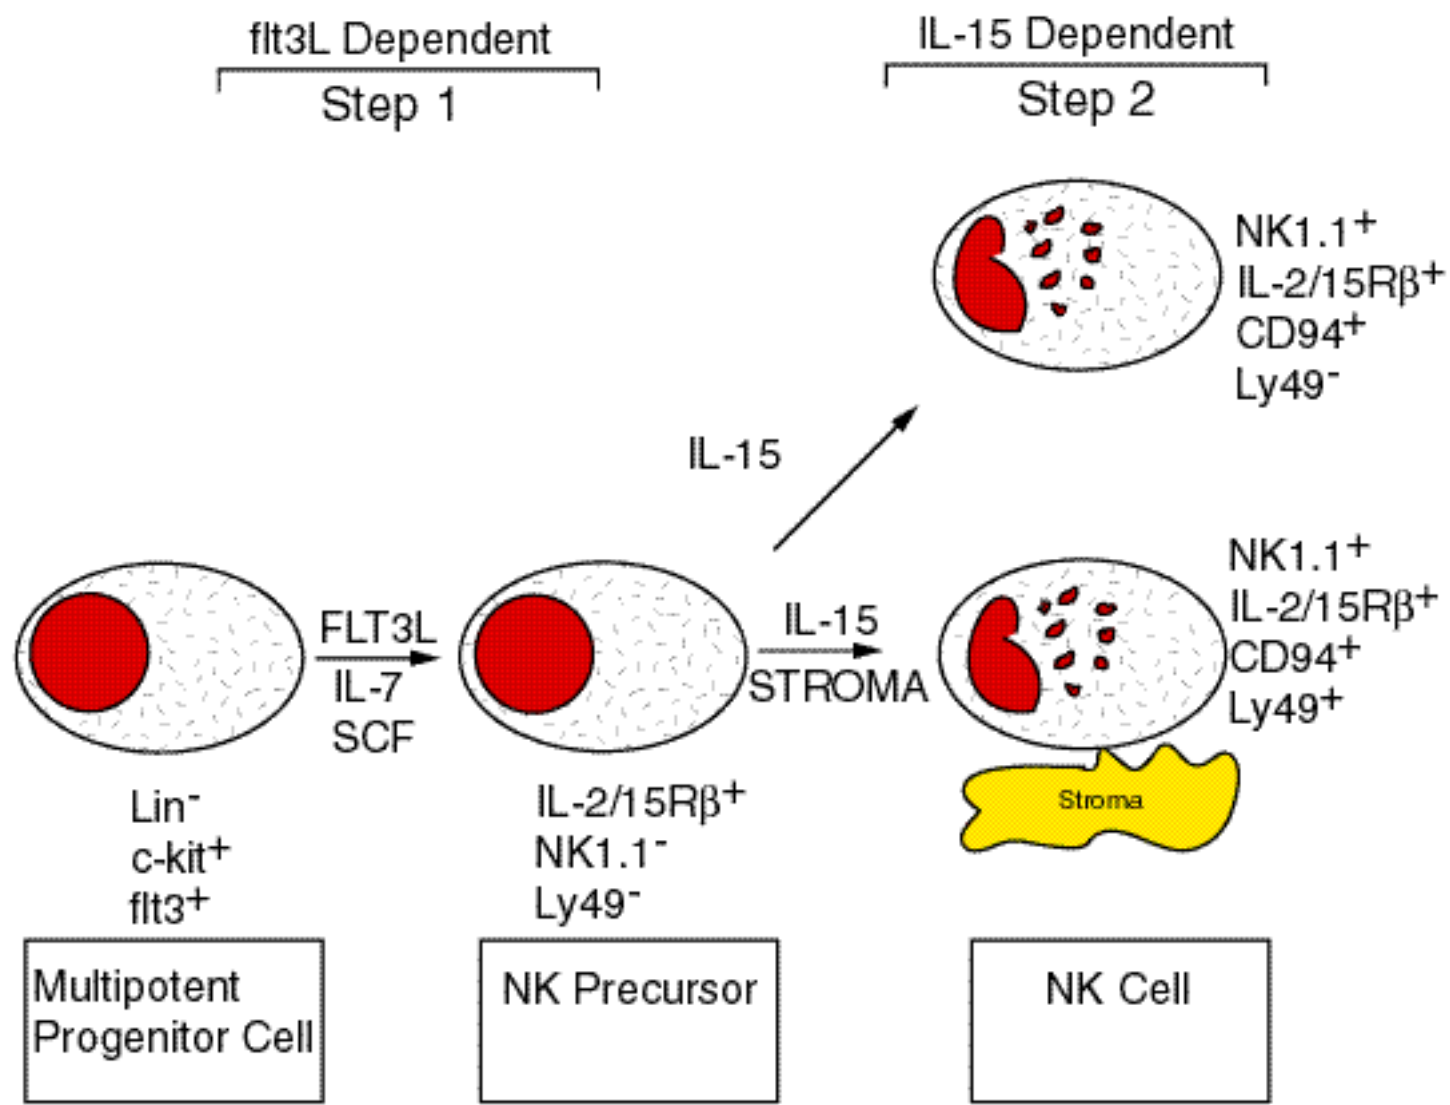 flt3L Dependent
Step 1
IL-15 Dependent
Step 2
NK1.1+
IL-2/15Rβ+
CD94+
Ly49-
IL-15
FLT3L
IL-7
SCF
IL-15
STROMA
NK1.1+
IL-2/15Rβ+
CD94+
Ly49+
Stroma
Lin-
c-kit+
flt3+
IL-2/15Rβ+
NK1.1-
Ly49-
Multipotent
Progenitor Cell
NK Precursor
NK Cell